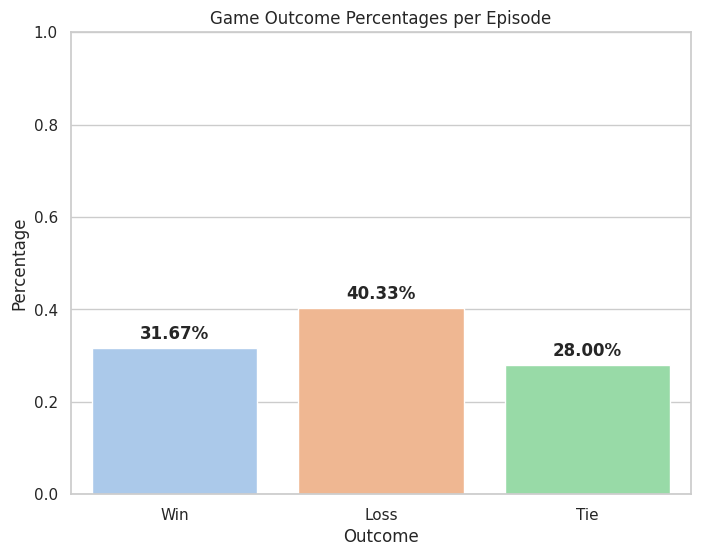 Game Outcome Percentages per Episode
1.0
0.8
0.6
0.4
0.2
0.0
Percentage
31.67%
40.33%
28.00%
Win
Loss
Tie
Outcome